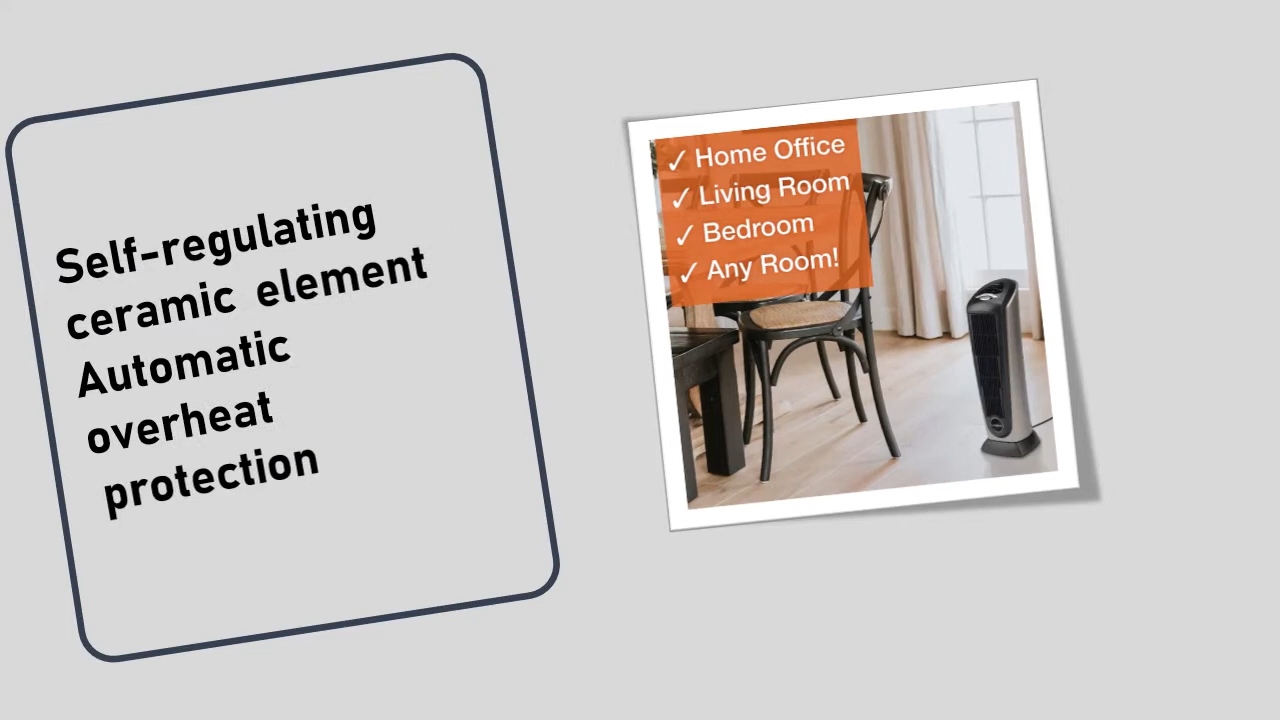 Self-regulating
ceramic element
Automatic
overheat
protection
✓ Home Office
✓ Living Room
✓ Bedroom
✓ Any Room!